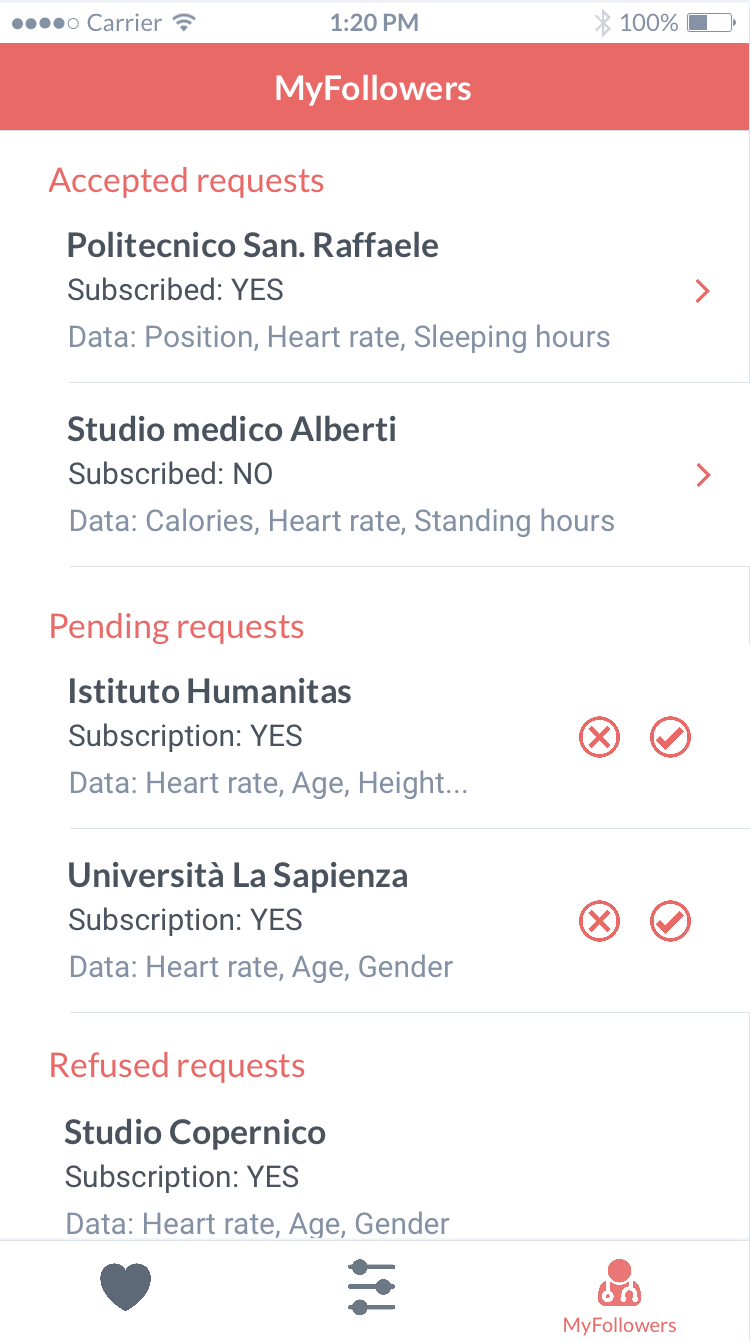 Carrier 1:20 PM 100%
MyFollowers
Accepted requests
Politecnico San. Raffaele
Subscribed: YES
Data: Position, Heart rate, Sleeping hours
Studio medico Alberti
Subscribed: NO
Data: Calories, Heart rate, Standing hours
Pending requests
Istituto Humanitas
Subscription: YES
Data: Heart rate, Age, Height...
Università La Sapienza
Subscription: YES
Data: Heart rate, Age, Gender
Refused requests
Studio Copernico
Subscription: YES
Data: Heart rate, Age, Gender
MyFollowers